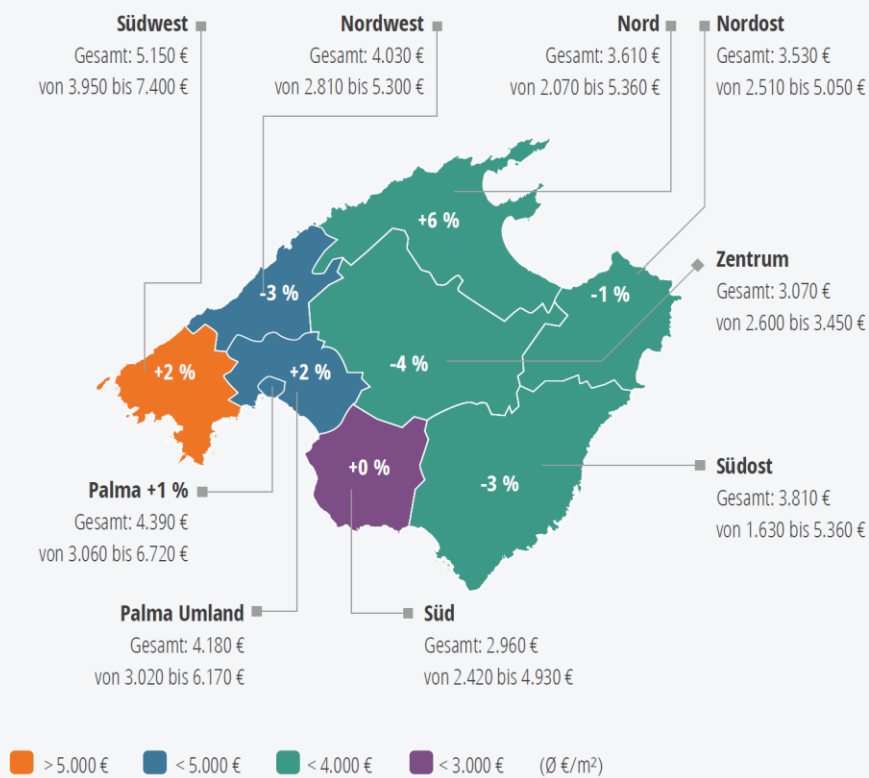 Südwest
Gesamt: 5.150 €
von 3.950 bis 7.400 €
Nordwest
Gesamt: 4.030 €
von 2.810 bis 5.300 €
Nord
Gesamt: 3.610 €
von 2.070 bis 5.360 €
Nordost
Gesamt: 3.530 €
von 2.510 bis 5.050 €
+6 %
-3 %
-1 %
Zentrum
Gesamt: 3.070 €
von 2.600 bis 3.450 €
+2 %
+2 %
-4 %
+0 %
-3 %
Südost
Gesamt: 3.810 €
von 1.630 bis 5.360 €
Palma +1 %
Gesamt: 4.390 €
von 3.060 bis 6.720 €
Palma Umland
Gesamt: 4.180 €
von 3.020 bis 6.170 €
Süd
Gesamt: 2.960 €
von 2.420 bis 4.930 €
> 5.000 € < 5.000 € < 4.000 € < 3.000 € (Ø €/m²)